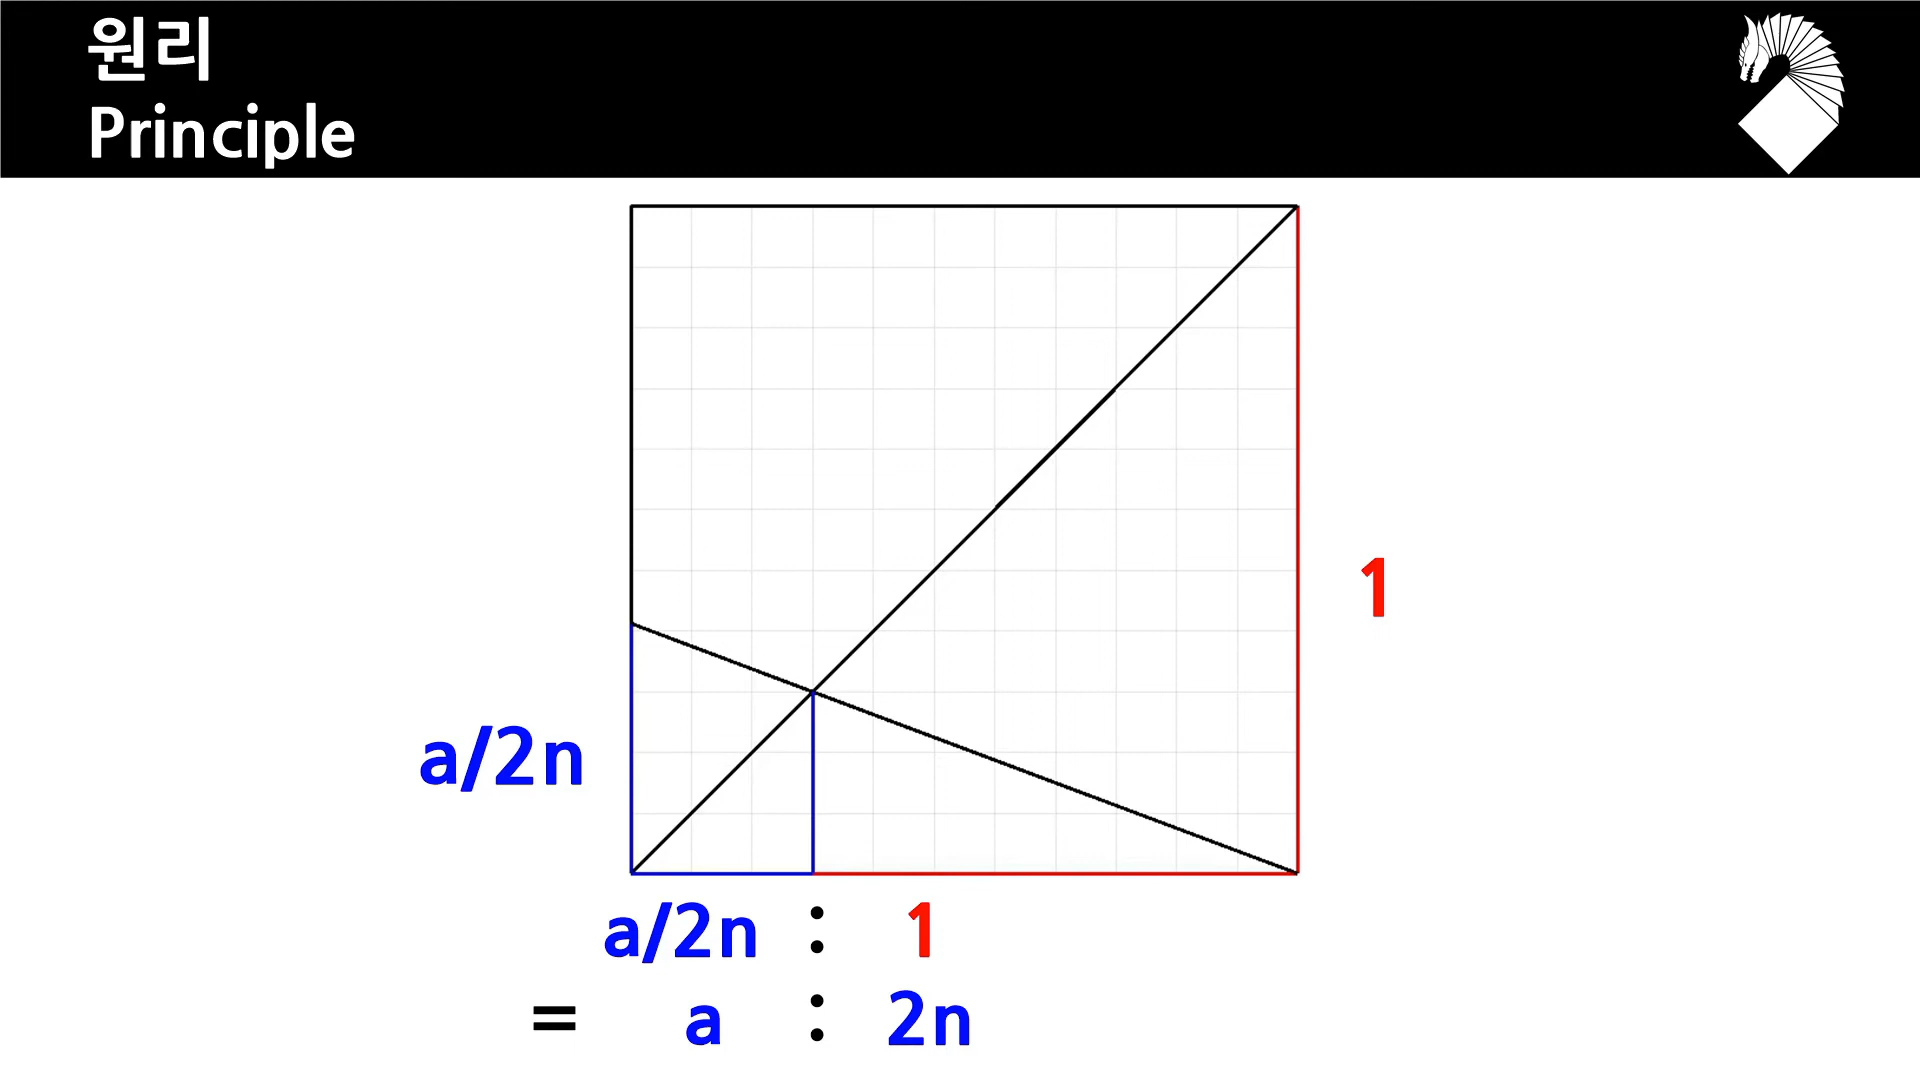 원리
Principle
1
a/2n
a/2n : 1
= a : 2n